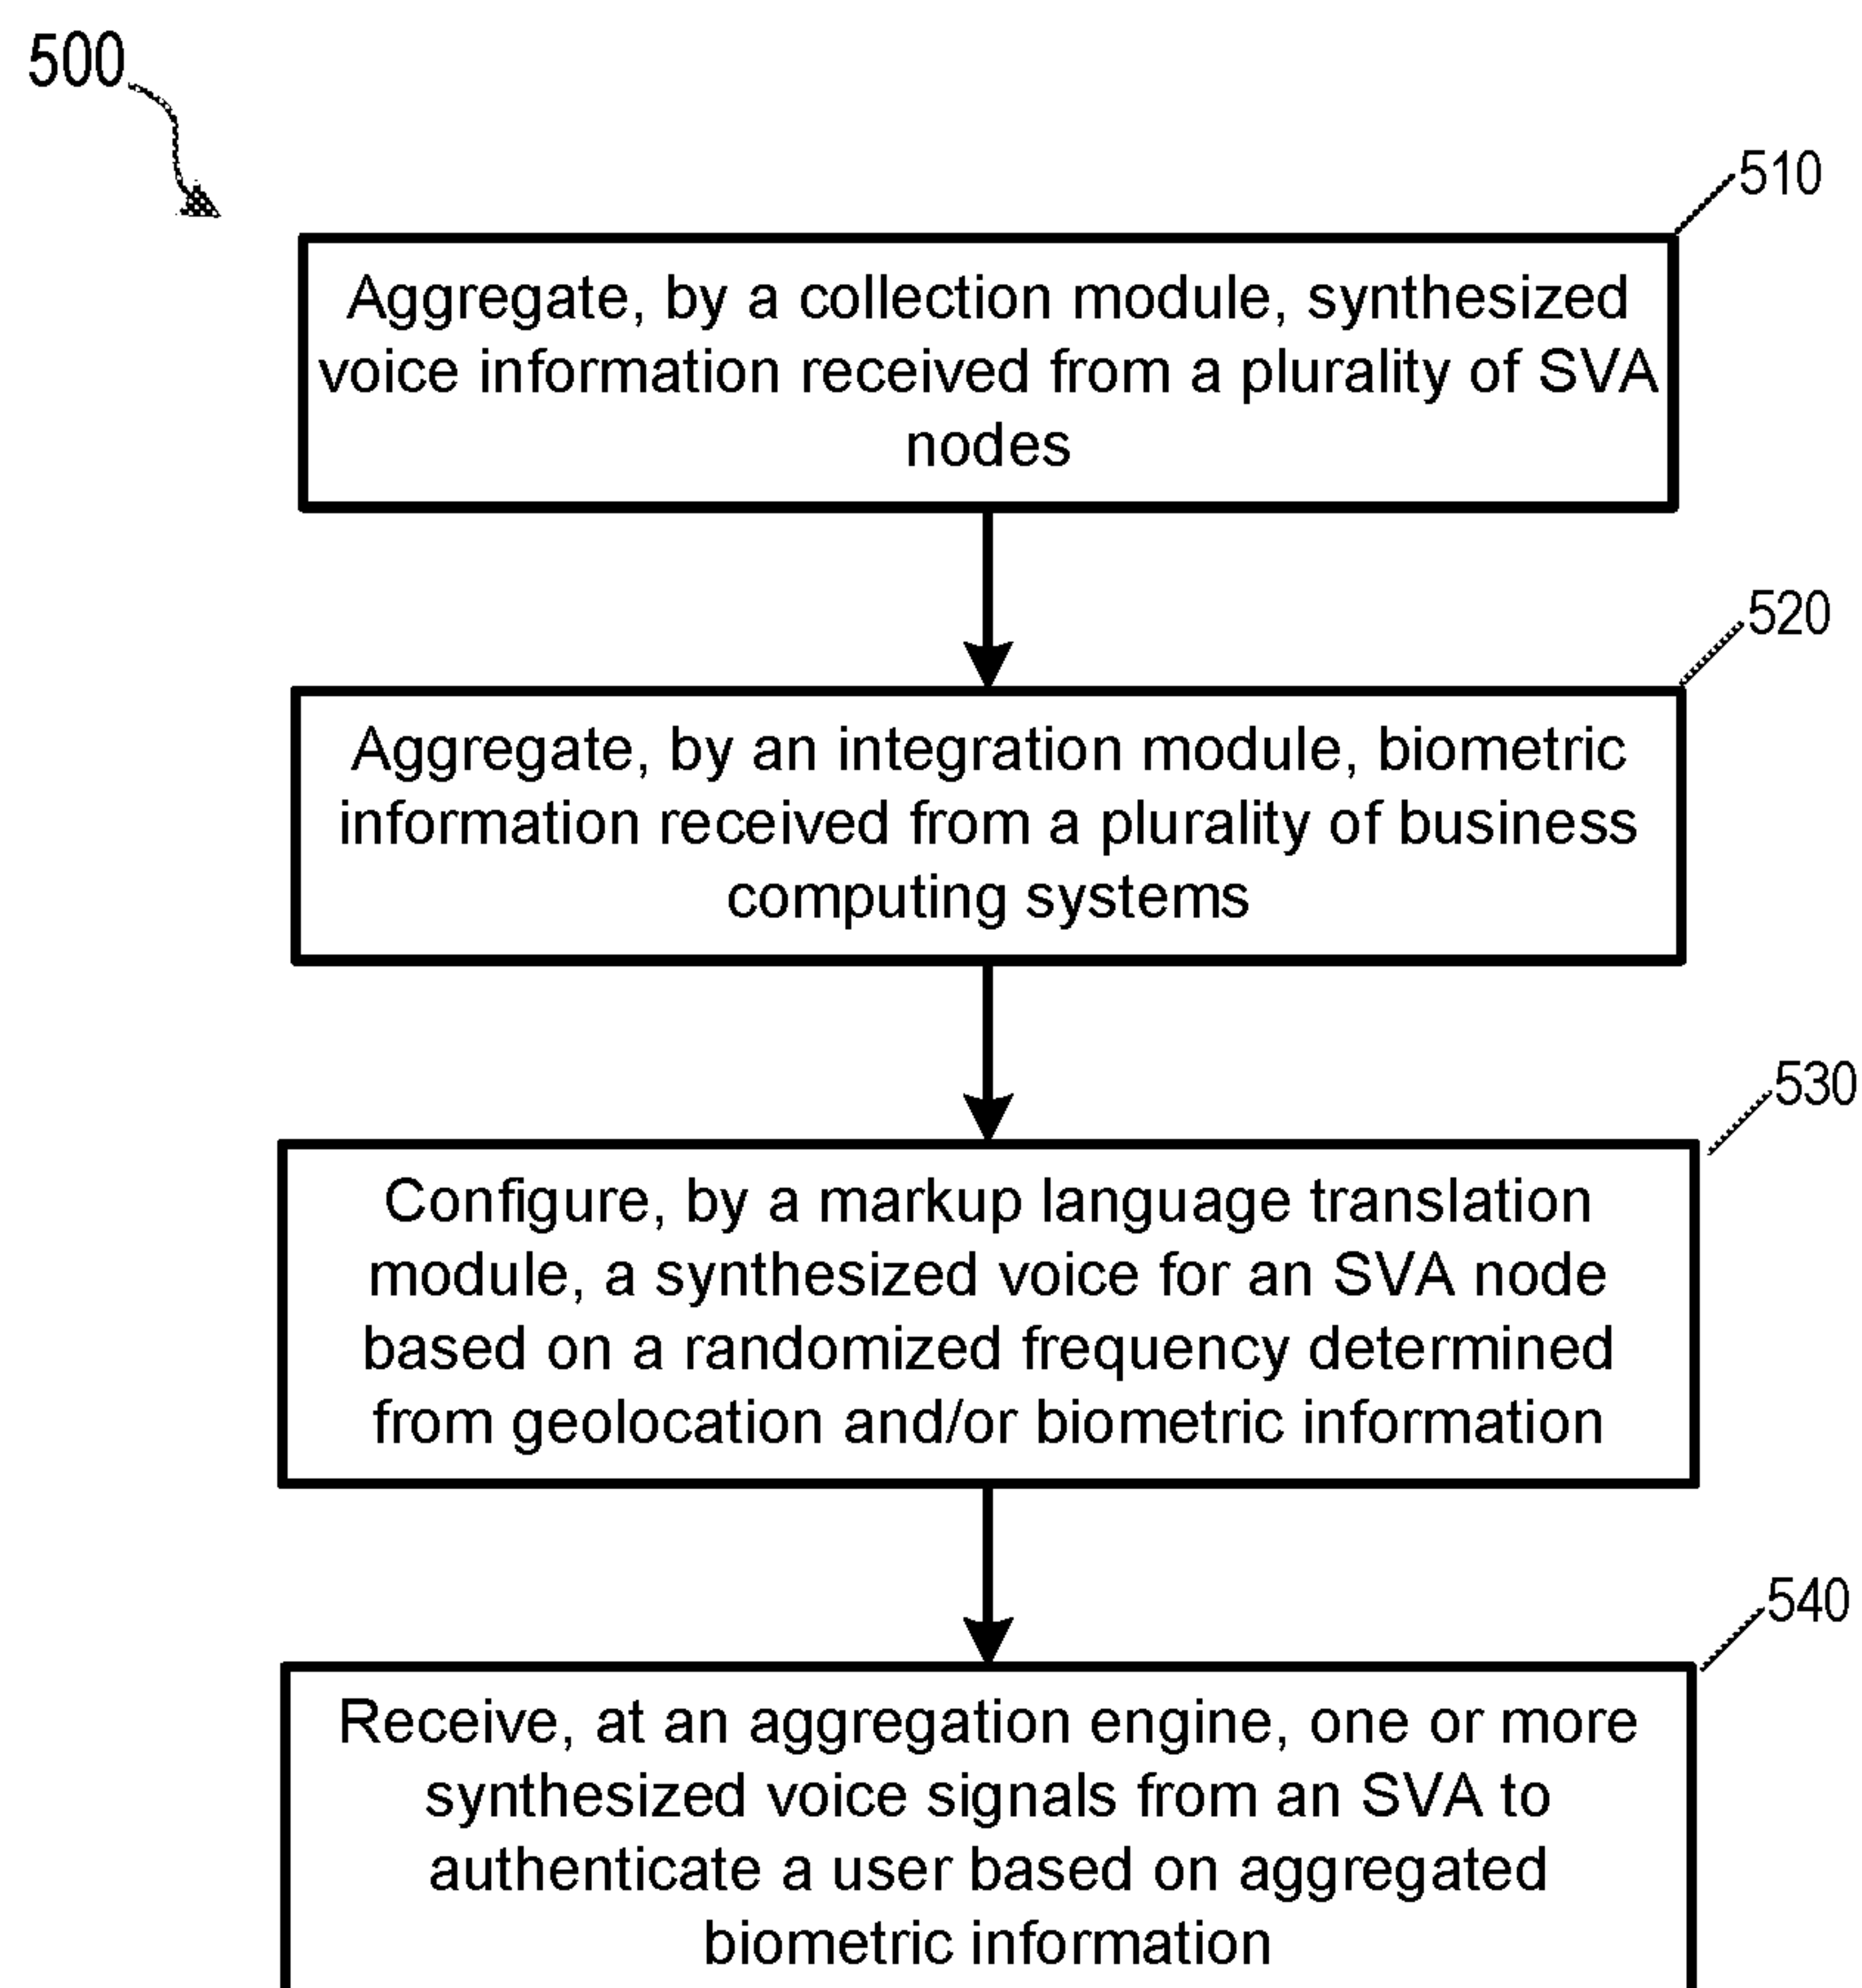 500
510
Aggregate, by a collection module, synthesized
voice information received from a plurality of SVA
nodes
520
Aggregate, by an integration module, biometric
information received from a plurality of business
computing systems
530
Configure, by a markup language translation
module, a synthesized voice for an SVA node
based on a randomized frequency determined
from geolocation and/or biometric information
540
Receive, at an aggregation engine, one or more
synthesized voice signals from an SVA to
authenticate a user based on aggregated
biometric information